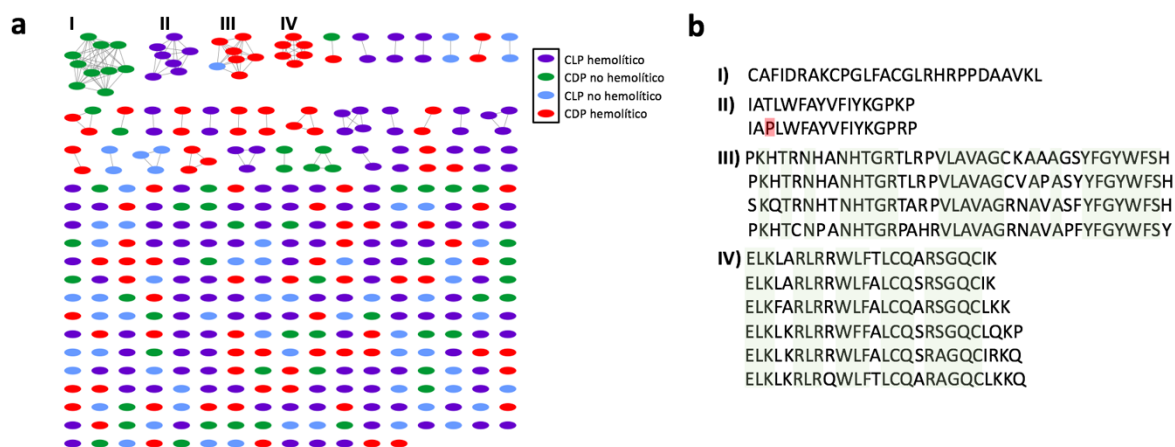 a
I II III IV
CLP hemolítico
CDP no hemolítico
CLP no hemolítico
CDP hemolítico
b
I) CAFIDRAKCPGLFACGLRHRPPDAAVKL
II) IATLWFAYVFIYKGPKP
IAPLWFAYVFIYKGPRP
III) PKHTRNHANHTGRTLRPVLAVAGCKAAAGSYFGYWFSH
PKHTRNHANHTGRTLRPVLAVAGCVAPASYYFGYWFSH
SKQTRNHTNHTGRTARPVLAVAGRNAVASFYFGYWFSH
PKHTCNPANHTGRPAHRVLAVAGRNAVAPFYFGYWFSY
IV) ELKLARLRRWLFTLCQARSGQCIK
ELKLARLRRWLFALCQSRSGQCIK
ELKFARLRRWLFALCQSRSGQCLKK
ELKLKRLRRWFFALCQSRSGQCLQKP
ELKLKRLRRWLFALCQSRAGQCIRKQ
ELKLKRLRQWLFTLCQARAGQCLKKQ